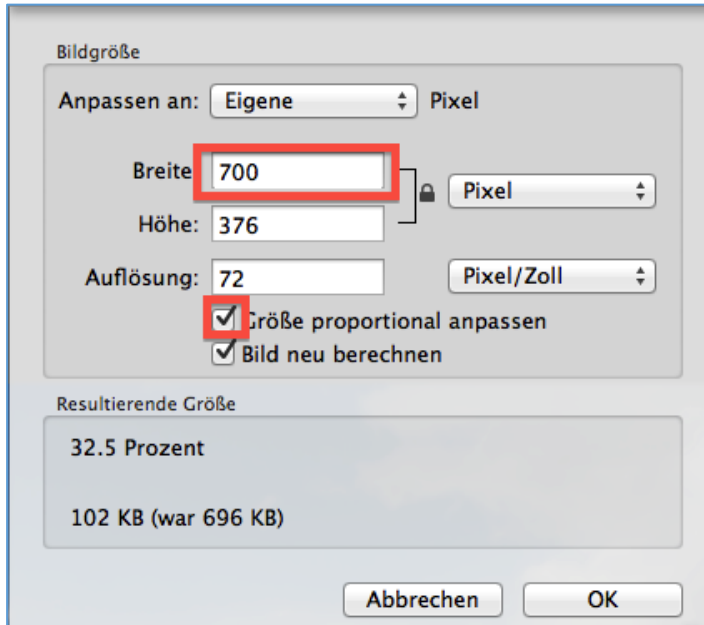 Bildgröße
Anpassen an: Eigene Pixel
Breite 700 Pixel
Höhe: 376
Auflösung: 72 Pixel/Zoll
Größe proportional anpassen
Bild neu berechnen
Resultierende Größe
32.5 Prozent
102 KB (war 696 KB)
Abbrechen OK